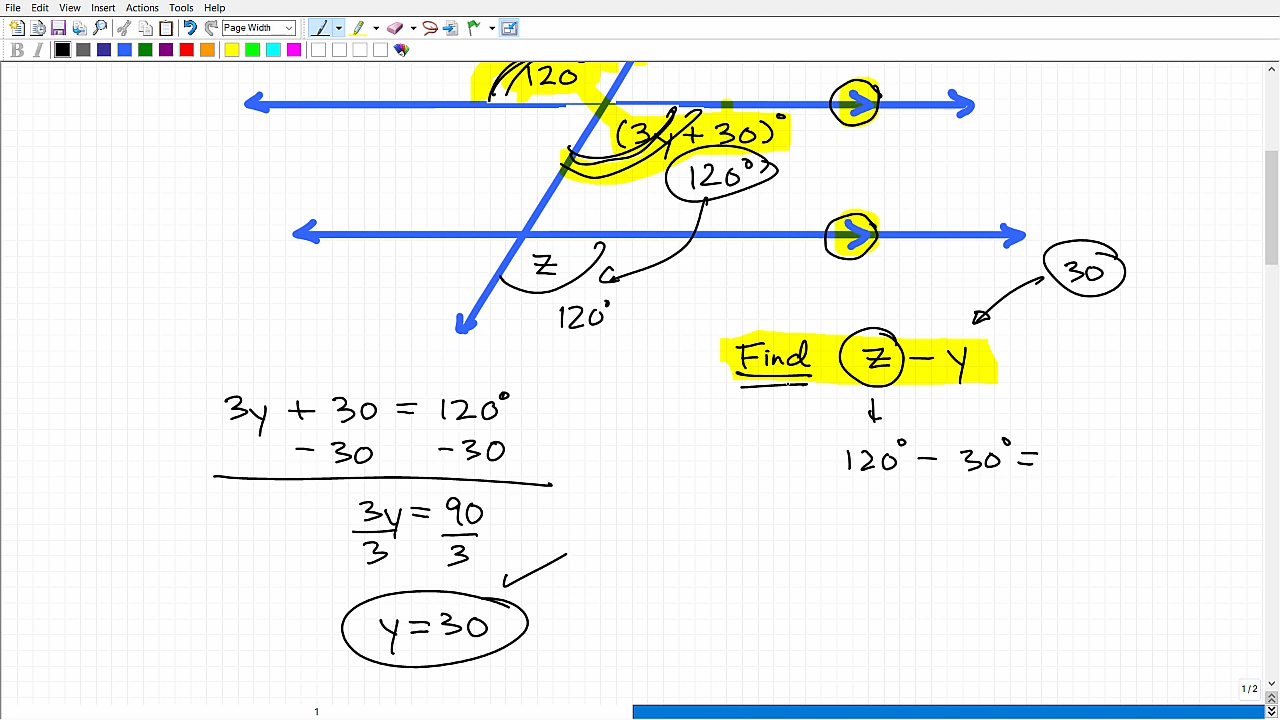 File Edit View Insert Actions Tools Help
Page Width
B I
120°
(3y + 30)°
120°
z
120°
30
Find z - y
3y + 30 = 120°
- 30 -30
120° - 30° =
3y = 90
3 3
y = 30
1/2
1